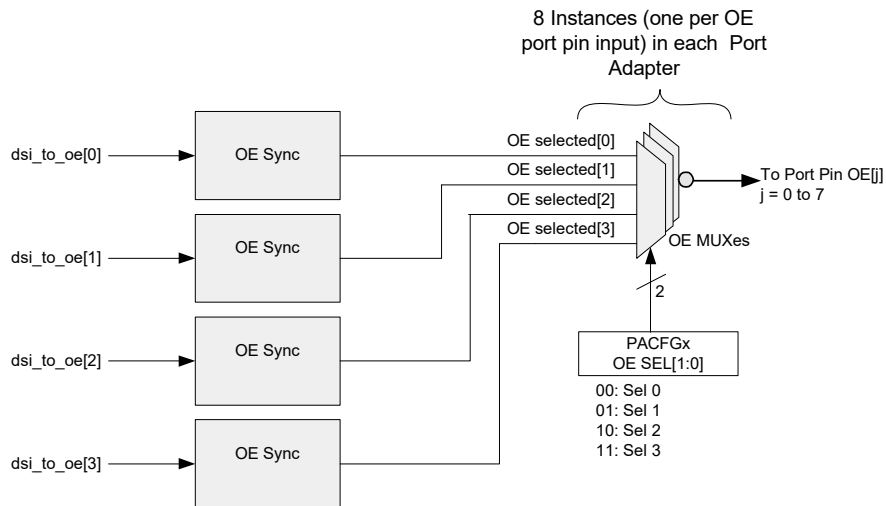 8 Instances (one per OE
port pin input) in each Port
Adapter
dsi_to_oe[0]
OE Sync
OE selected[0]
OE selected[1]
OE selected[2]
OE selected[3]
To Port Pin OE[j]
j = 0 to 7
OE MUXes
dsi_to_oe[1]
OE Sync
2
dsi_to_oe[2]
OE Sync
PACFGx
OE SEL[1:0]
00: Sel 0
01: Sel 1
10: Sel 2
11: Sel 3
dsi_to_oe[3]
OE Sync